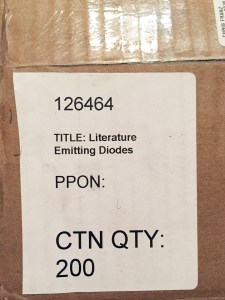 126464
TITLE: Literature
Emitting Diodes
PPON:
CTN QTY:
200